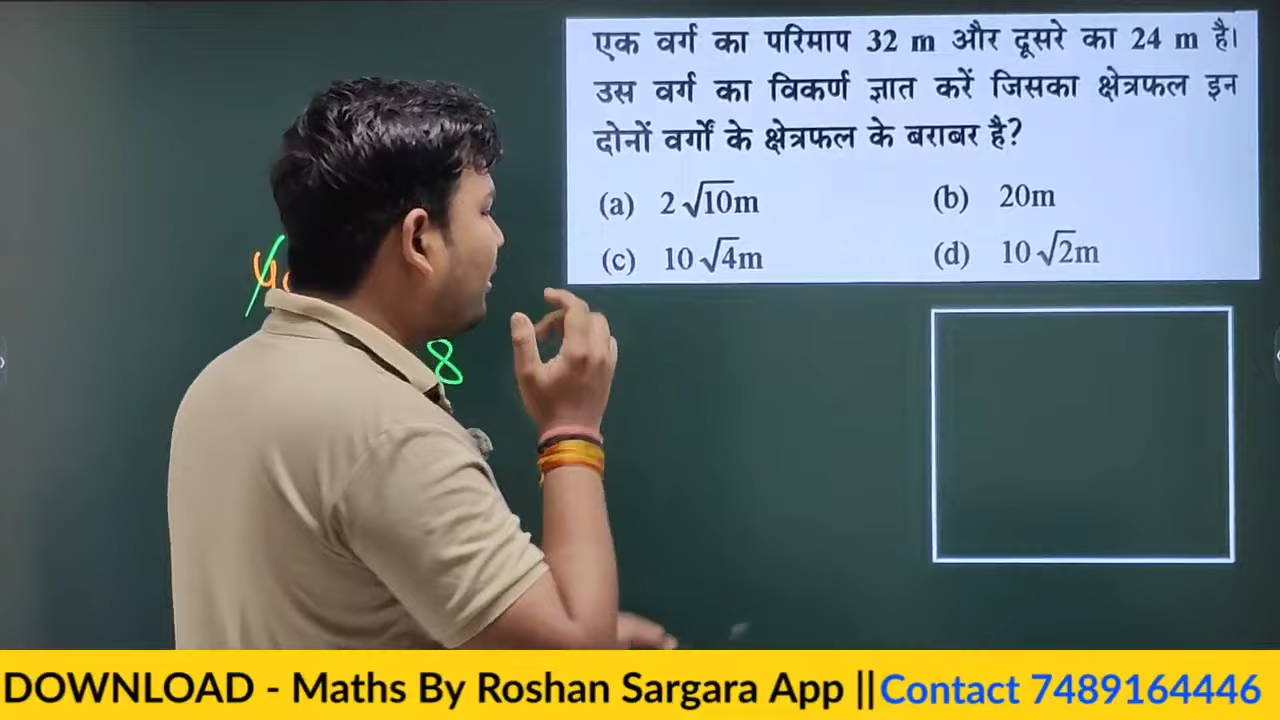 एक वर्ग का परिमाप 32 m और दूसरे का 24 m है।
उस वर्ग का विकर्ण ज्ञात करें जिसका क्षेत्रफल इन
दोनों वर्गों के क्षेत्रफल के बराबर है?
(a) 2√10m (b) 20m
(c) 10√4m (d) 10√2m
8
DOWNLOAD - Maths By Roshan Sargara App ||Contact 7489164446